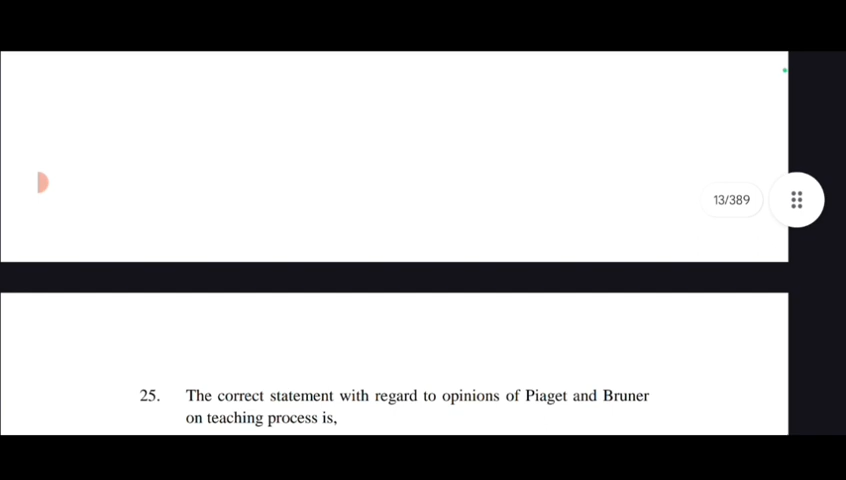 13/389
25. The correct statement with regard to opinions of Piaget and Bruner
on teaching process is,